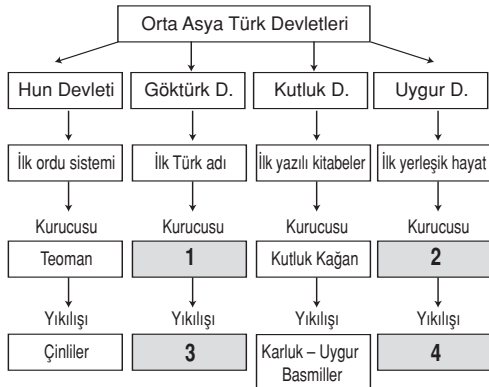 Orta Asya Türk Devletleri
Hun Devleti
Göktürk D.
Kutluk D.
Uygur D.
İlk ordu sistemi
İlk Türk adı
İlk yazılı kitabeler
İlk yerleşik hayat
Kurucusu
Kurucusu
Kurucusu
Kurucusu
Teoman
1
Kutluk Kağan
2
Yıkılışı
Yıkılışı
Yıkılışı
Yıkılışı
Çinliler
3
Karluk – Uygur
Basmiller
4